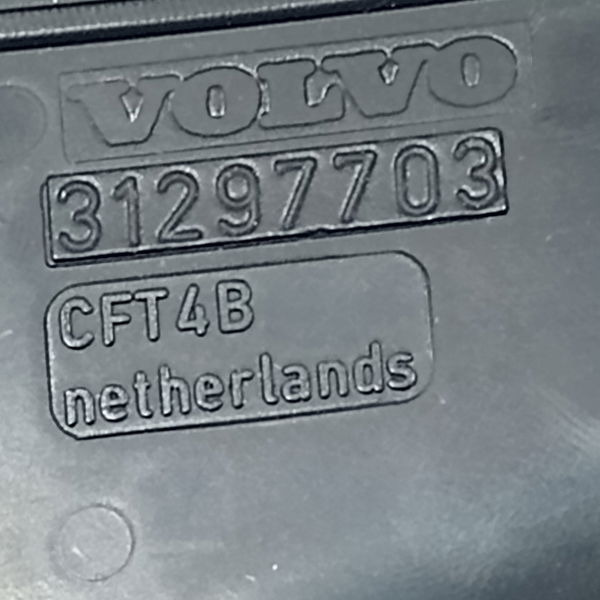 VOLVO
31297703
CFT4B
netherlands